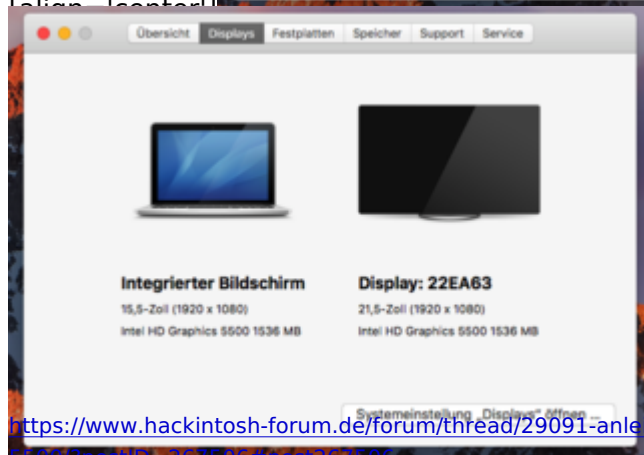 Übersicht Displays Festplatten Speicher Support Service
Integrierter Bildschirm
15,5-Zoll (1920 x 1080)
Intel HD Graphics 5500 1536 MB
Display: 22EA63
21,5-Zoll (1920 x 1080)
Intel HD Graphics 5500 1536 MB
Systemeinstellung „Displays“ öffnen ...
https://www.hackintosh-forum.de/forum/thread/29091-anle